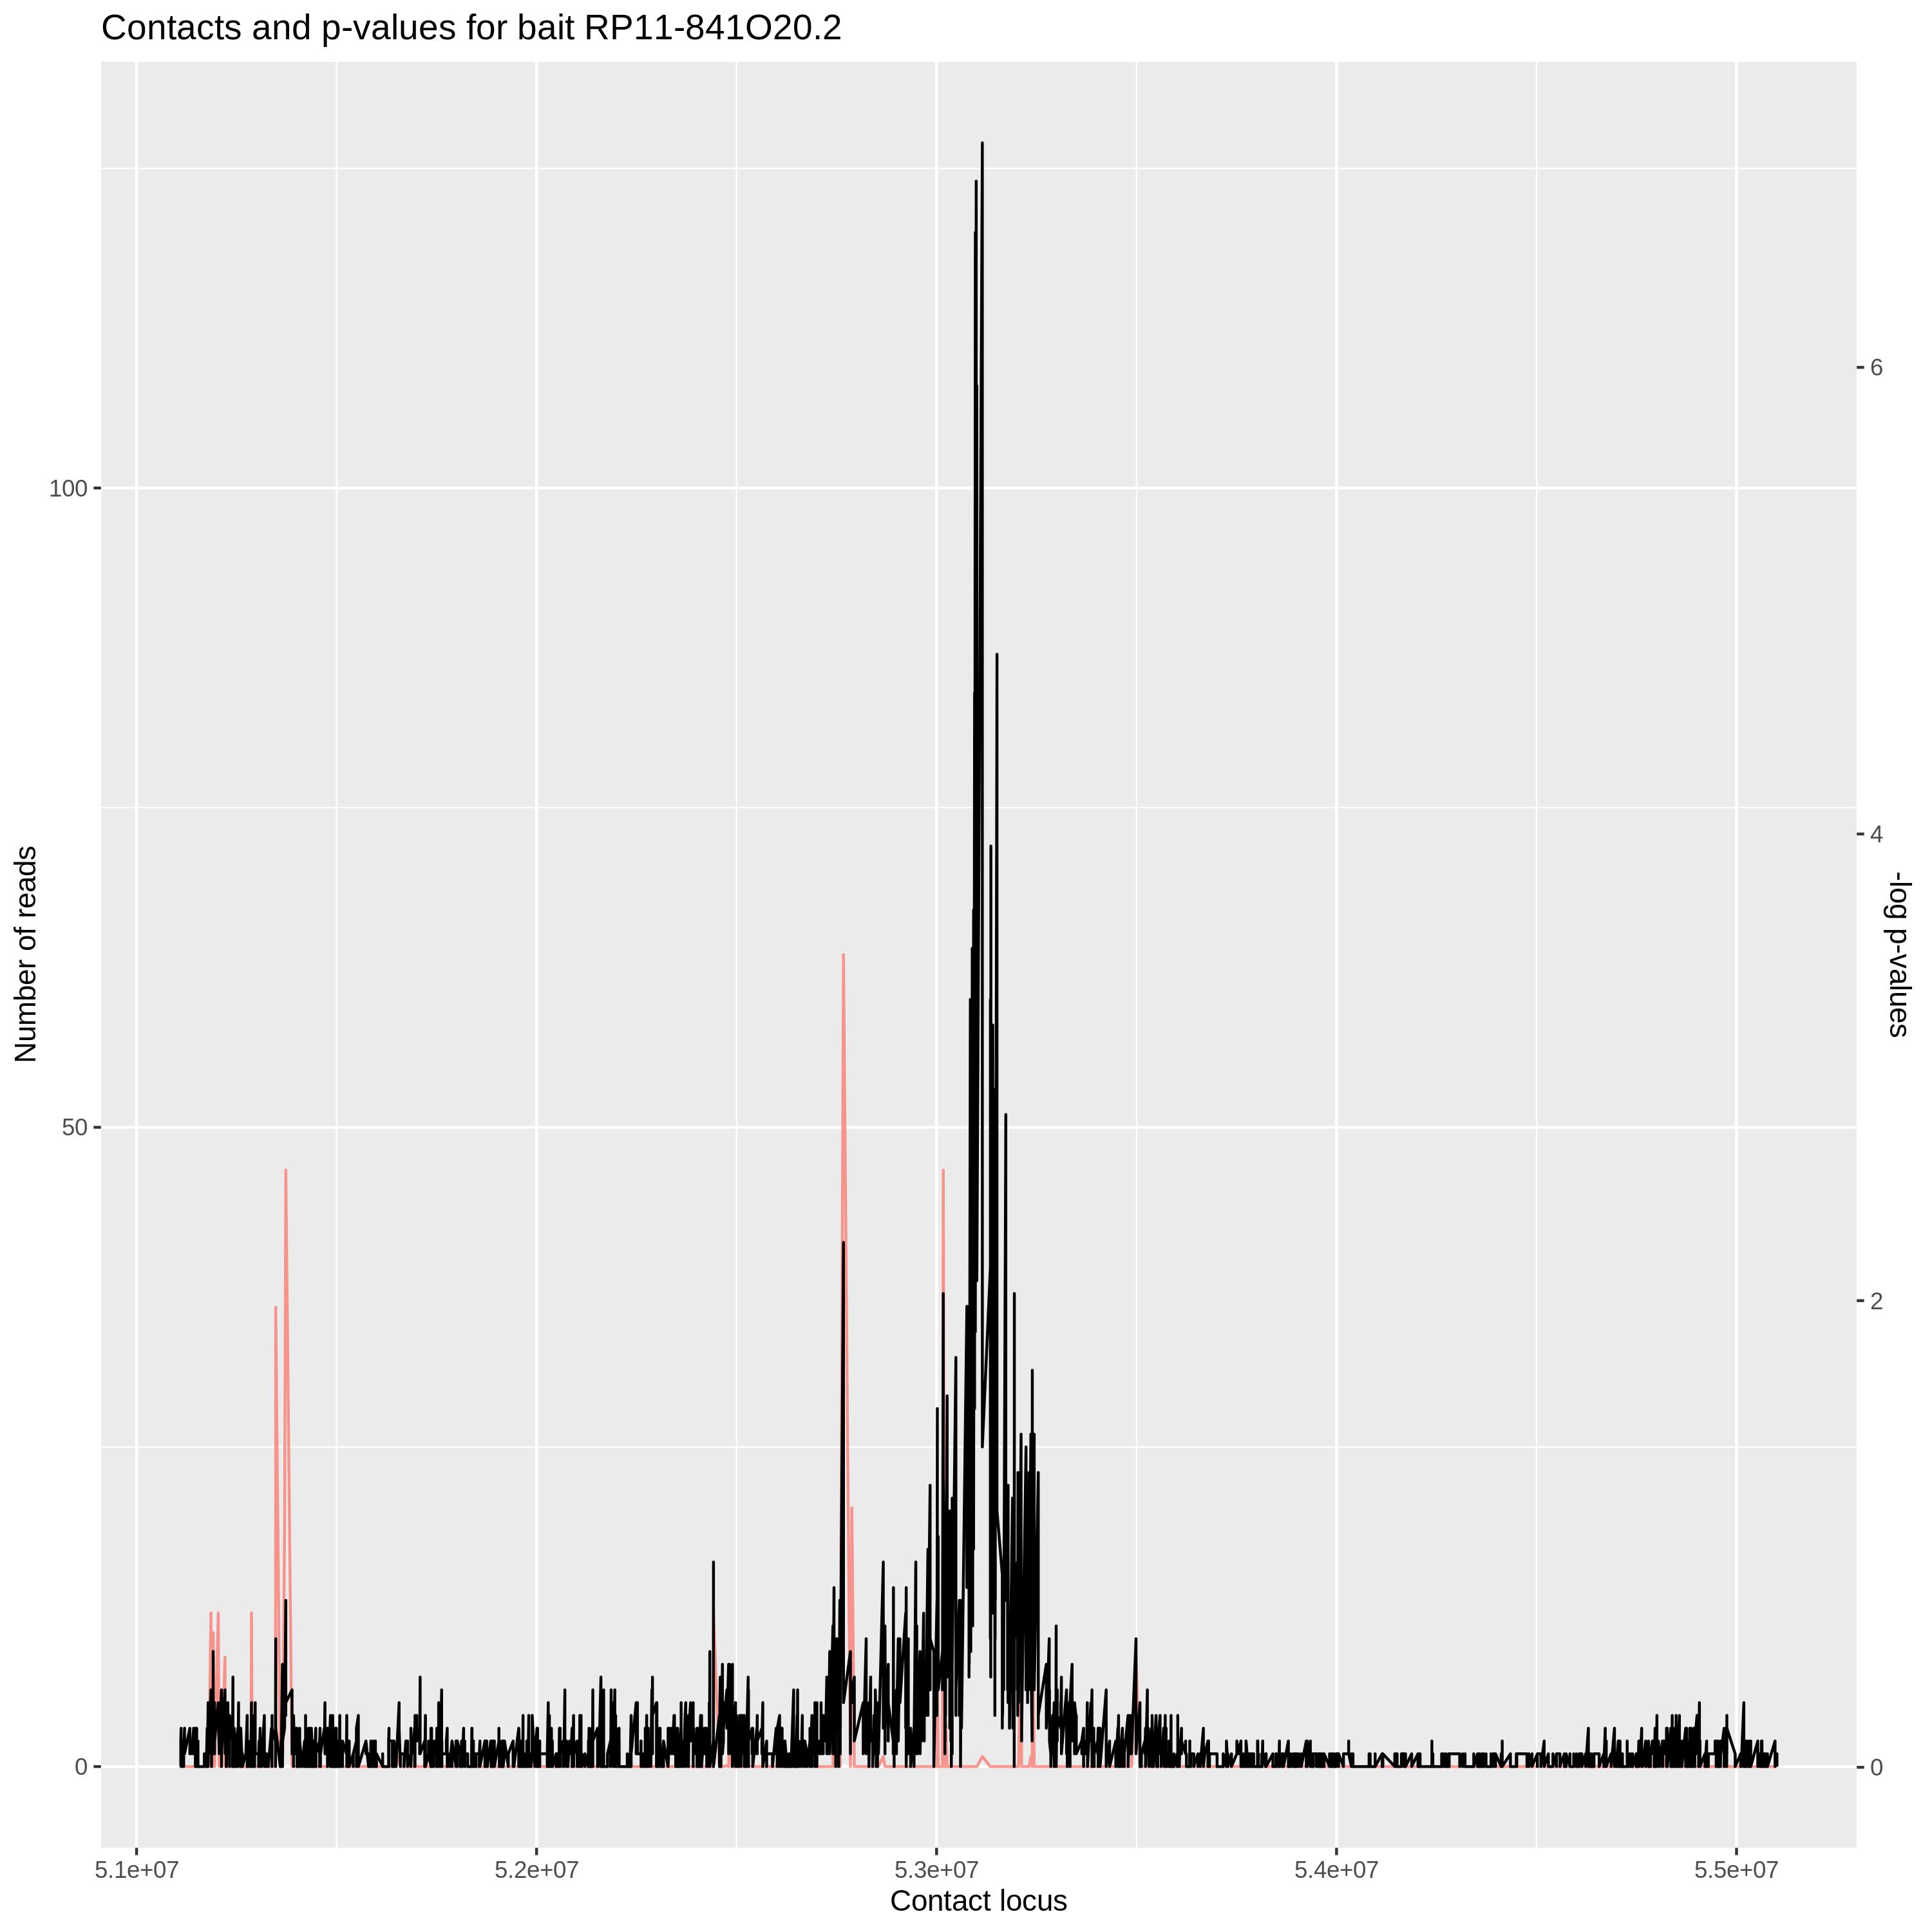 Contacts and p-values for bait RP11-841O20.2
100
50
0
Number of reads
6
4
2
0
-log p-values
5.1e+07
5.2e+07
5.3e+07
5.4e+07
5.5e+07
Contact locus